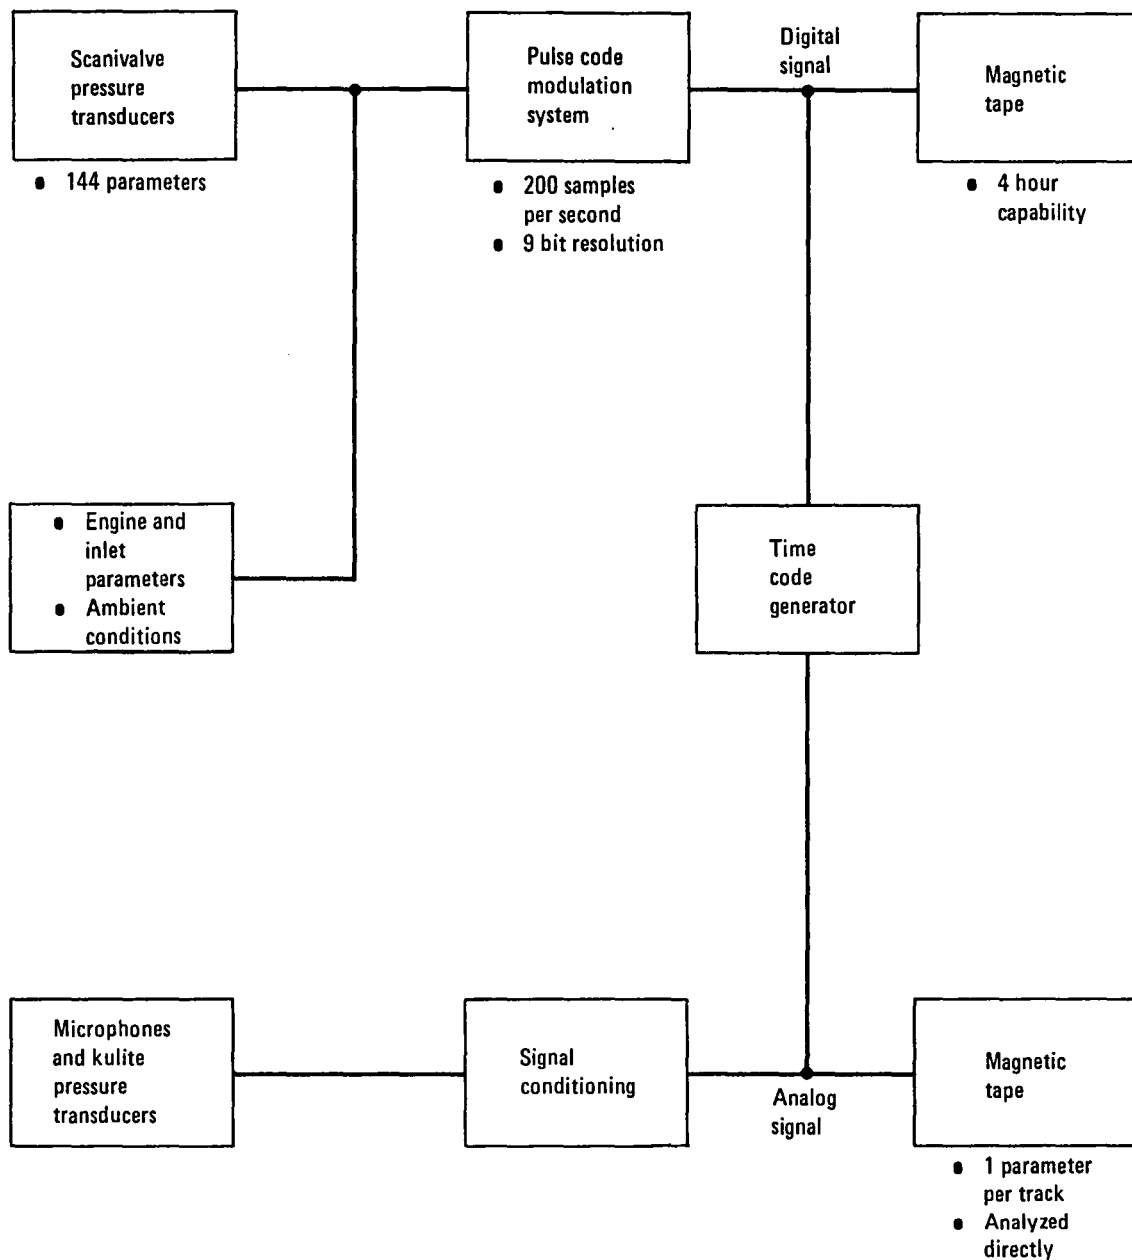 Scanivalve
pressure
transducers
• 144 parameters
Pulse code
modulation
system
• 200 samples
per second
• 9 bit resolution
Digital
signal
Magnetic
tape
• 4 hour
capability
• Engine and
inlet
parameters
• Ambient
conditions
Time
code
generator
Microphones
and kulite
pressure
transducers
Signal
conditioning
Analog
signal
Magnetic
tape
• 1 parameter
per track
• Analyzed
directly